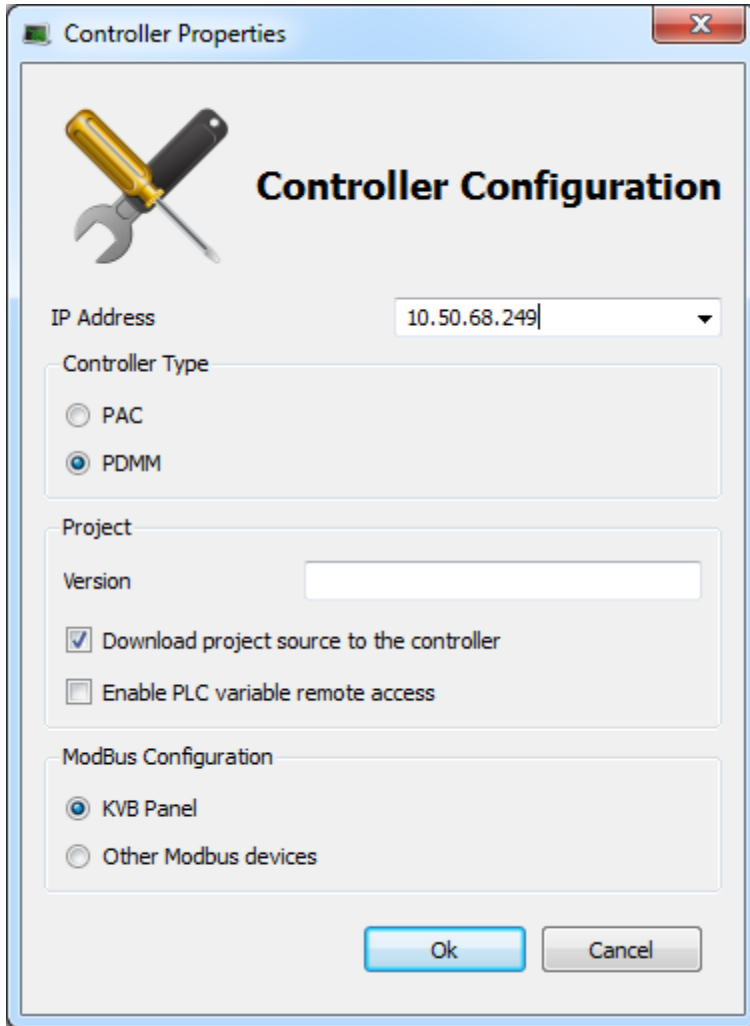 Controller Properties
Controller Configuration
IP Address
10.50.68.249
Controller Type
PAC
PDMM
Project
Version
Download project source to the controller
Enable PLC variable remote access
ModBus Configuration
KVB Panel
Other Modbus devices
Ok
Cancel